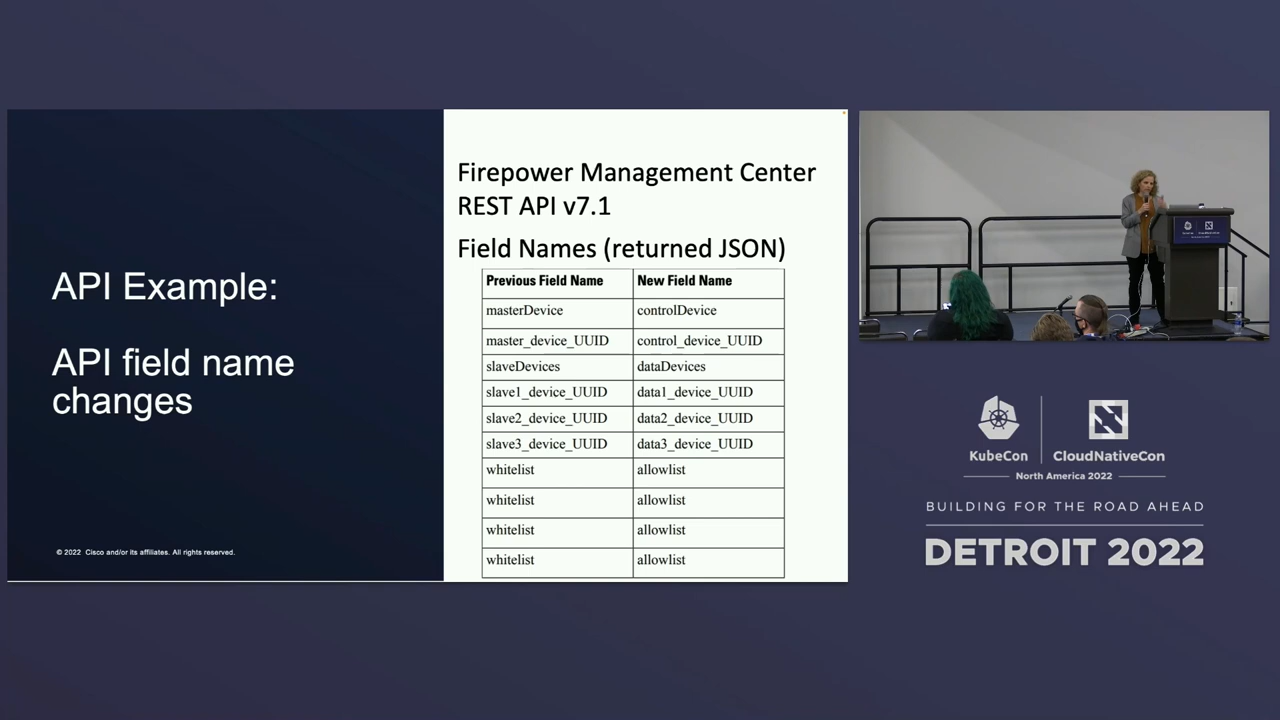 API Example:
API field name
changes
© 2022 Cisco and/or its affiliates. All rights reserved.
Firepower Management Center
REST API v7.1
Field Names (returned JSON)
Previous Field Name New Field Name
masterDevice controlDevice
master_device_UUID control_device_UUID
slaveDevices dataDevices
slave1_device_UUID data1_device_UUID
slave2_device_UUID data2_device_UUID
slave3_device_UUID data3_device_UUID
whitelist allowlist
whitelist allowlist
whitelist allowlist
whitelist allowlist
KubeCon CloudNativeCon
North America 2022
BUILDING FOR THE ROAD AHEAD
DETROIT 2022